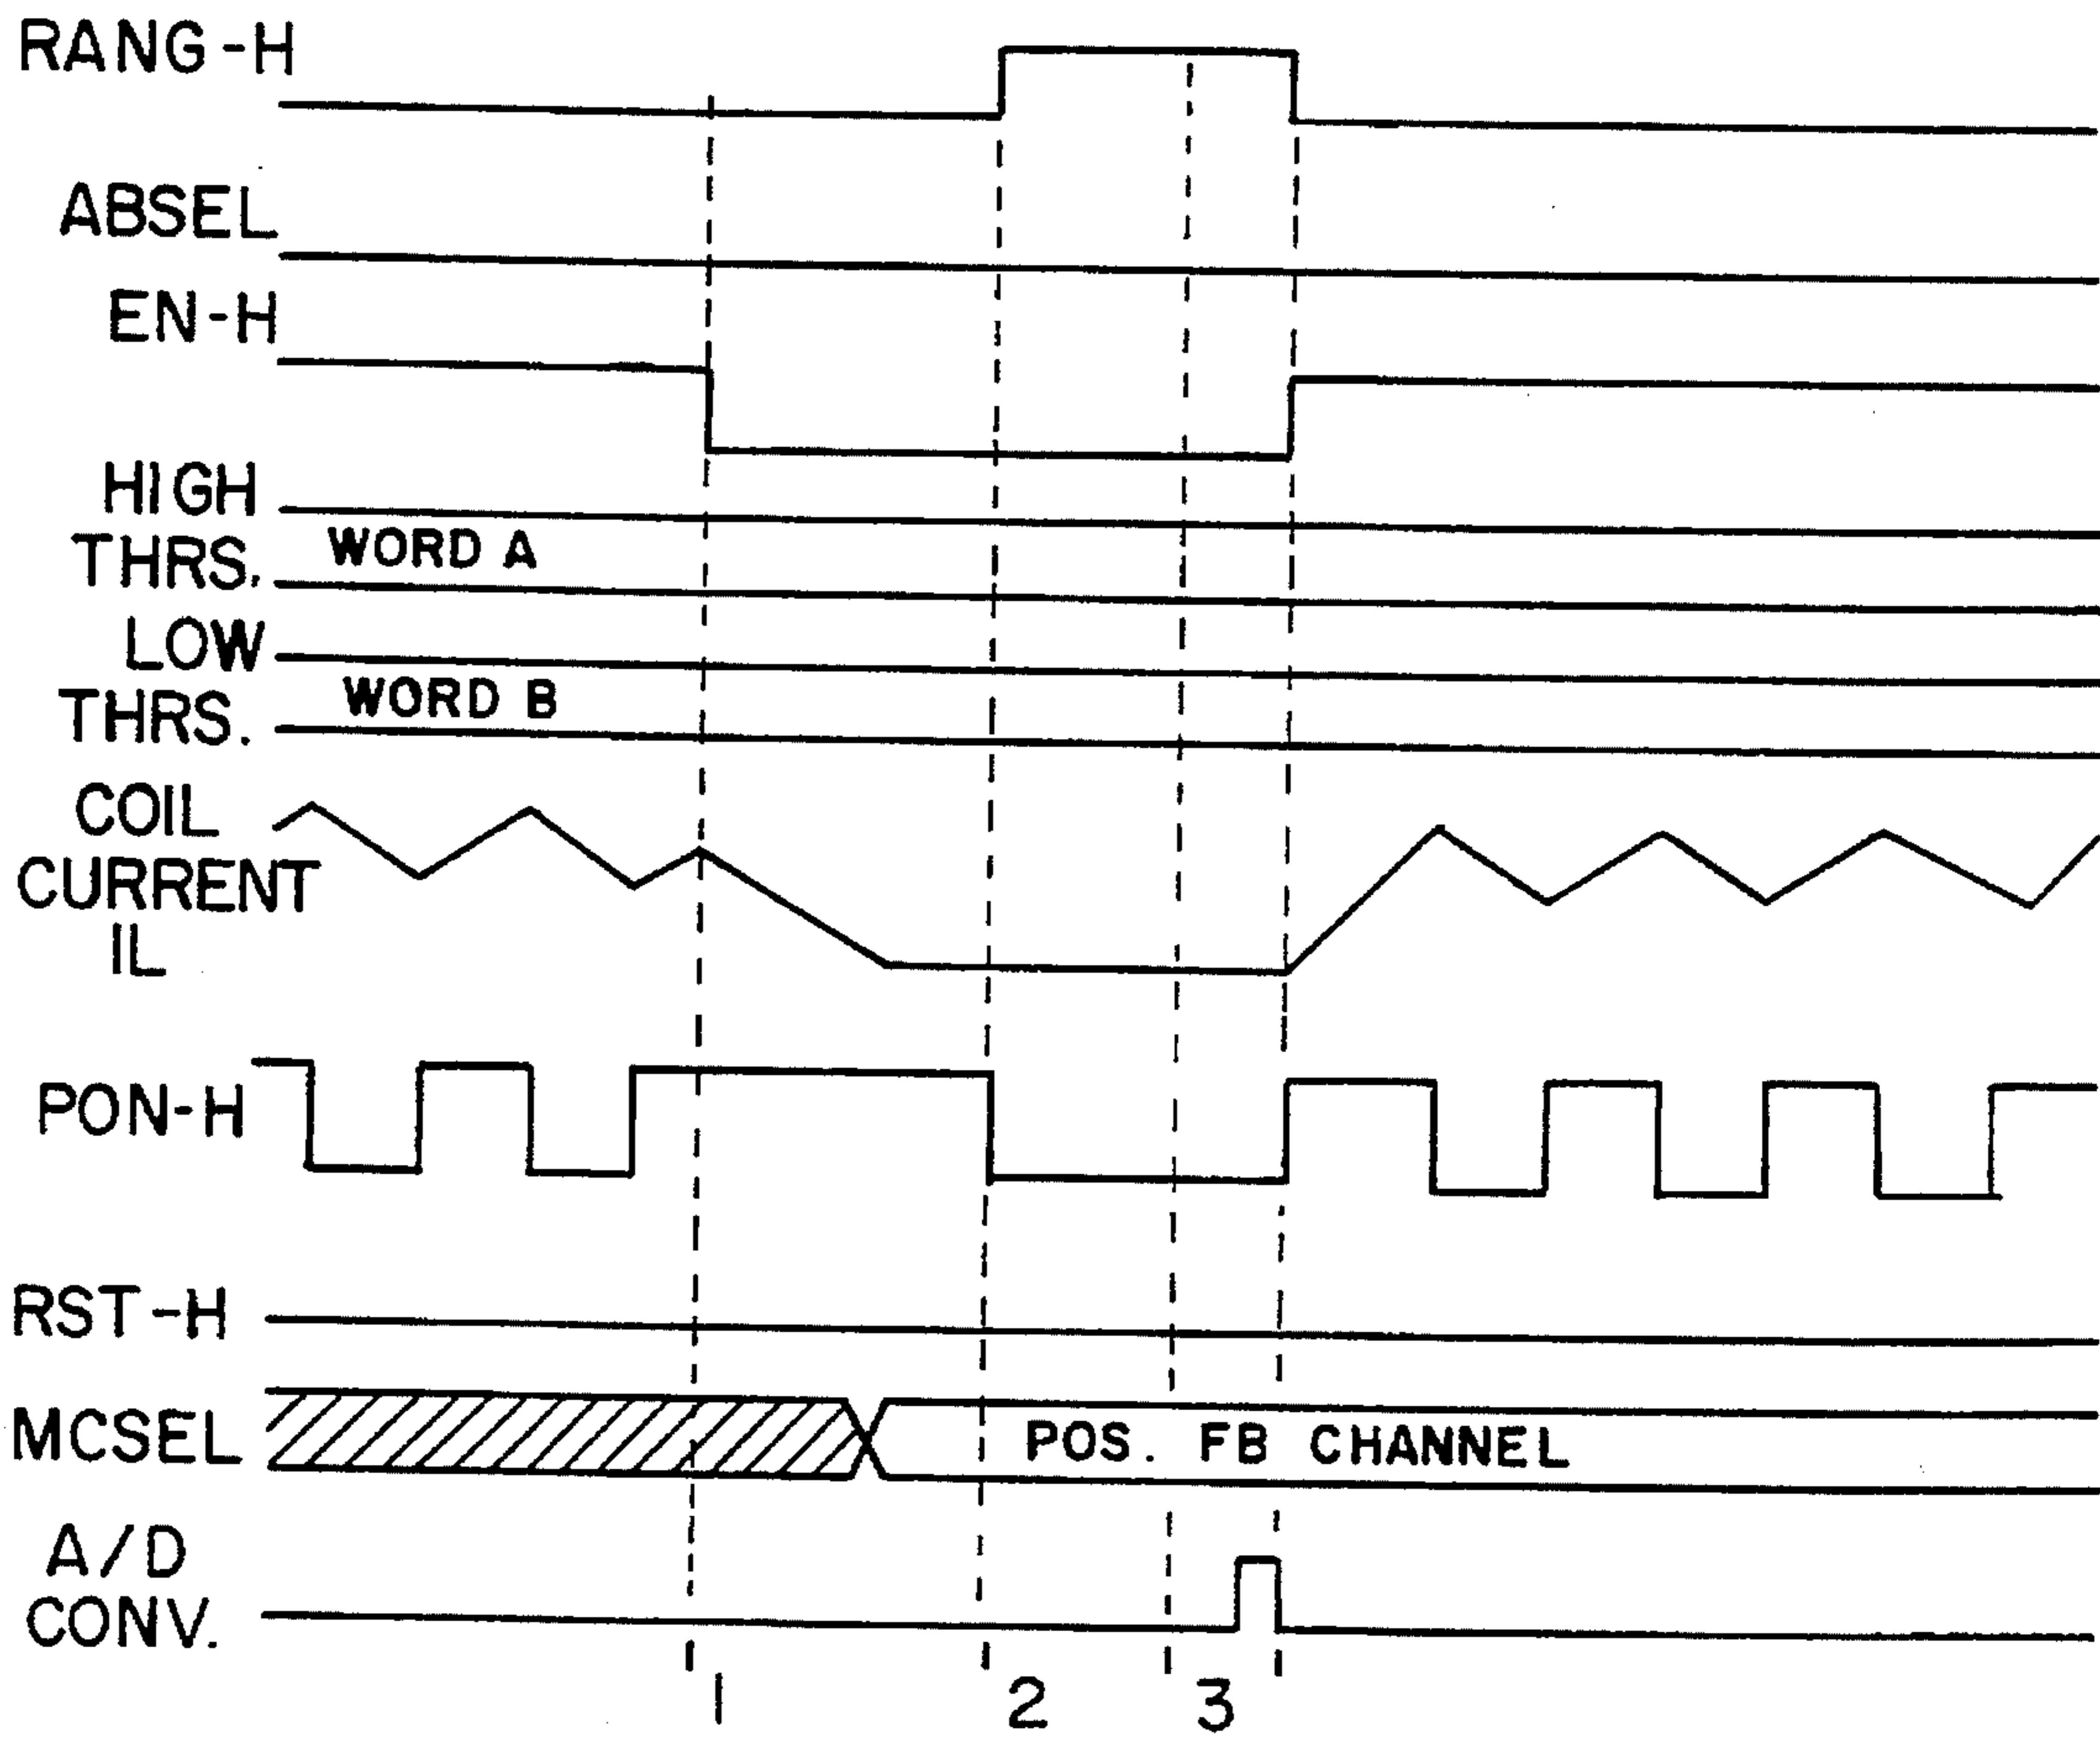 RANG-H
ABSEL
EN-H
HIGH
THRS.
WORD A
LOW
THRS.
WORD B
COIL
CURRENT
IL
PON-H
RST-H
MCSEL
POS. FB CHANNEL
A/D
CONV.
1 2 3